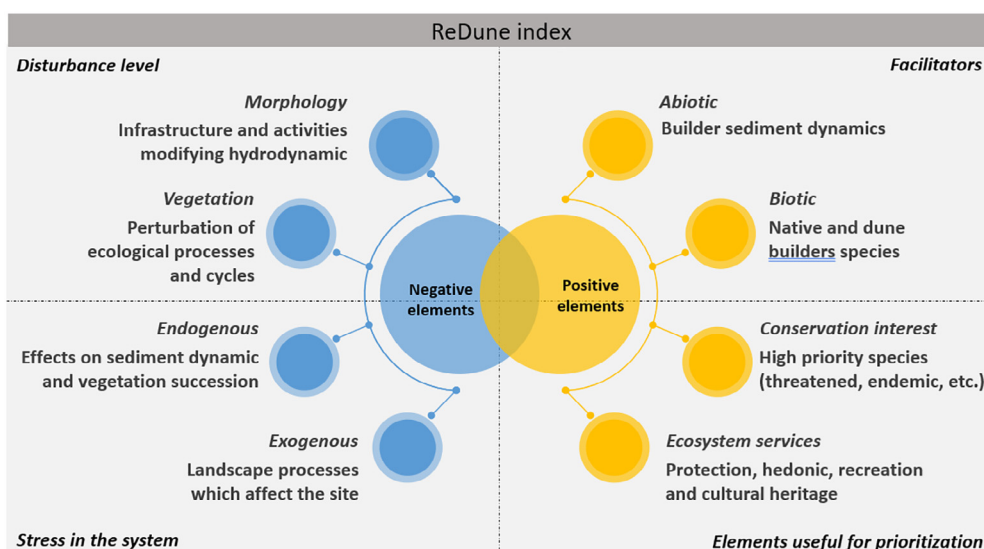 ReDune index
Disturbance level
Morphology
Infrastructure and activities
modifying hydrodynamic
Vegetation
Perturbation of
ecological processes
and cycles
Endogenous
Effects on sediment dynamic
and vegetation succession
Exogenous
Landscape processes
which affect the site
Stress in the system
Negative
elements
Positive
elements
Facilitators
Abiotic
Builder sediment dynamics
Biotic
Native and dune
builders species
Conservation interest
High priority species
(threatened, endemic, etc.)
Ecosystem services
Protection, hedonic, recreation
and cultural heritage
Elements useful for prioritization